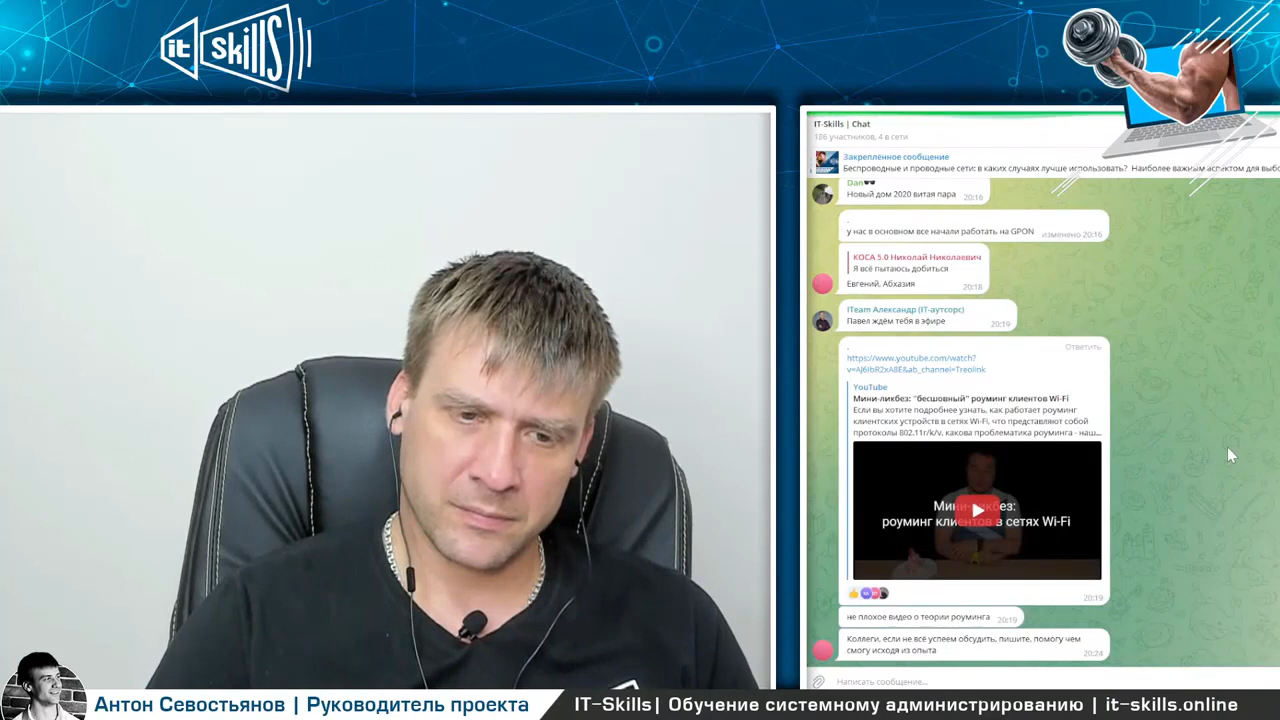 it skills
IT-Skills | Chat
186 участников, 4 в сети
Закреплённое сообщение
Беспроводные и проводные сети: в каких случаях лучше использовать? Наиболее важным аспектом для выбо
Dan🕶
Новый дом 2020 витая пара 20:16
.
у нас в основном все начали работать на GPON изменено 20:16
КОСА 5.0 Николай Николаевич
Я всё пытаюсь добиться
Евгений, Абхазия 20:18
ITeam Александр (IT-аутсорс)
Павел ждём тебя в эфире 20:19
. Ответить
https://www.youtube.com/watch?
v=AJ6IbR2xA8E&ab_channel=Treolink
YouTube
Мини-ликбез: "бесшовный" роуминг клиентов Wi-Fi
Если вы хотите подробнее узнать, как работает роуминг
клиентских устройств в сетях Wi-Fi, что представляют собой
протоколы 802.11r/k/v, какова проблематика роуминга - наш...
Мини-ликбез:
роуминг клиентов в сетях Wi-Fi
20:19
не плохое видео о теории роуминга 20:19
Коллеги, если не всё успеем обсудить, пишите, помогу чем
смогу исходя из опыта 20:24
Написать сообщение...
Антон Севостьянов | Руководитель проекта
IT-Skills| Обучение системному администрированию | it-skills.online